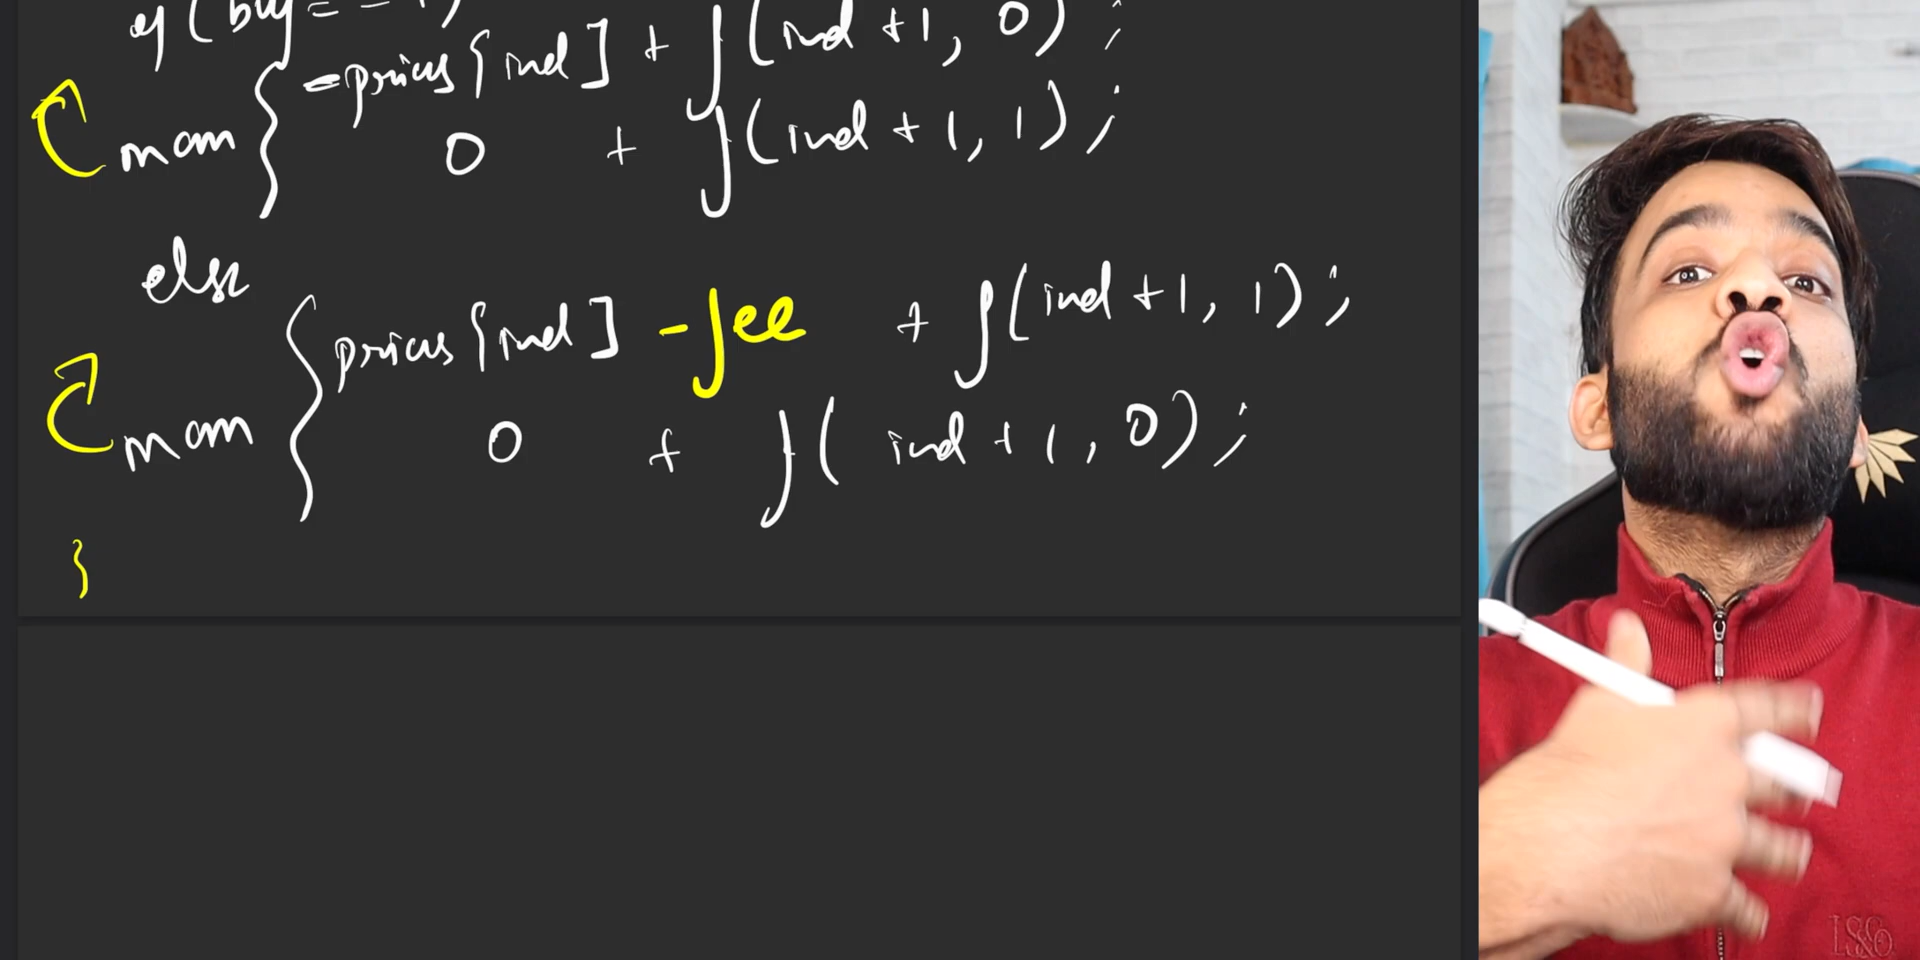 if (buy == 1)
max { -prices[ind] + f(ind +1, 0);
0 + f(ind +1, 1);
else
max { prices[ind] -fee + f(ind +1, 1);
0 + f( ind +1, 0);
}